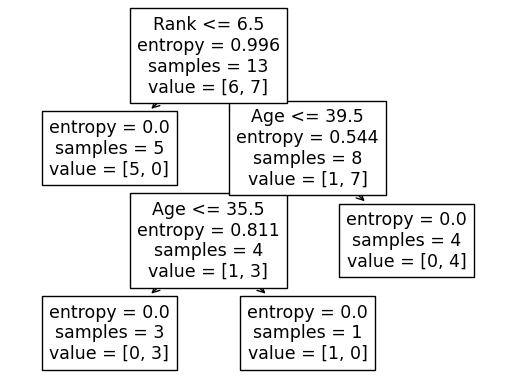 Rank <= 6.5
entropy = 0.996
samples = 13
value = [6, 7]
entropy = 0.0
samples = 5
value = [5, 0]
Age <= 39.5
entropy = 0.544
samples = 8
value = [1, 7]
Age <= 35.5
entropy = 0.811
samples = 4
value = [1, 3]
entropy = 0.0
samples = 4
value = [0, 4]
entropy = 0.0
samples = 3
value = [0, 3]
entropy = 0.0
samples = 1
value = [1, 0]